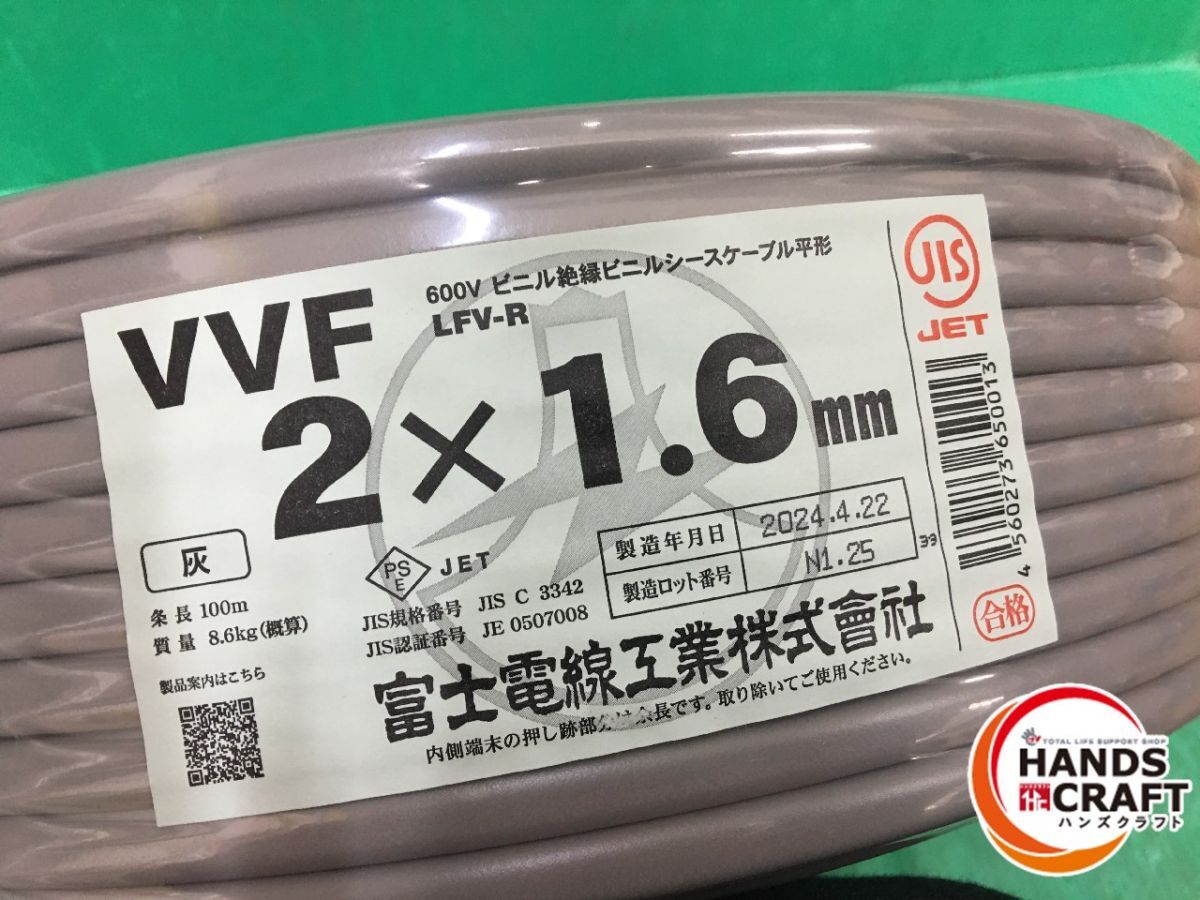 VVF
600V ビニル絶縁ビニルシースケーブル平形
LFV-R
2×1.6mm
JIS
JET
4560273650013
灰
条長 100m
質量 8.6kg(概算)
製品案内はこちら
PS E JET
JIS規格番号 JIS C 3342
JIS認証番号 JE 0507008
製造年月日 2024.4.22
製造ロット番号 N1.25
39
合格
富士電線工業株式會社
内側端末の押し跡部分は余長です。取り除いてご使用ください。
TOTAL LIFE SUPPORT SHOP
HANDS
CRAFT
ハンズクラフト